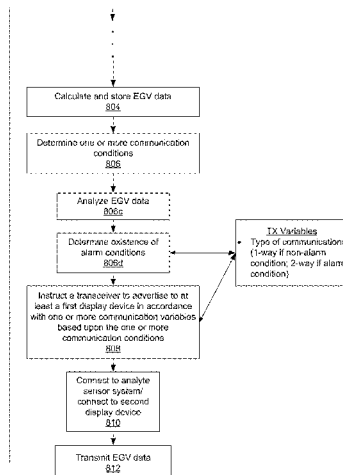 Calculate and store EGV data
804
Determine one or more communication
conditions
806
Analyze EGV data
806c
Determine existence of
alarm conditions
806d
TX Variables
• Type of communications
(1-way if non-alarm
condition; 2-way if alarm
condition)
Instruct a transceiver to advertise to at
least a first display device in accordance
with one or more communication variables
based upon the one or more
communication conditions
808
Connect to analyte
sensor system/
connect to second
display device
810
Transmit EGV data
812